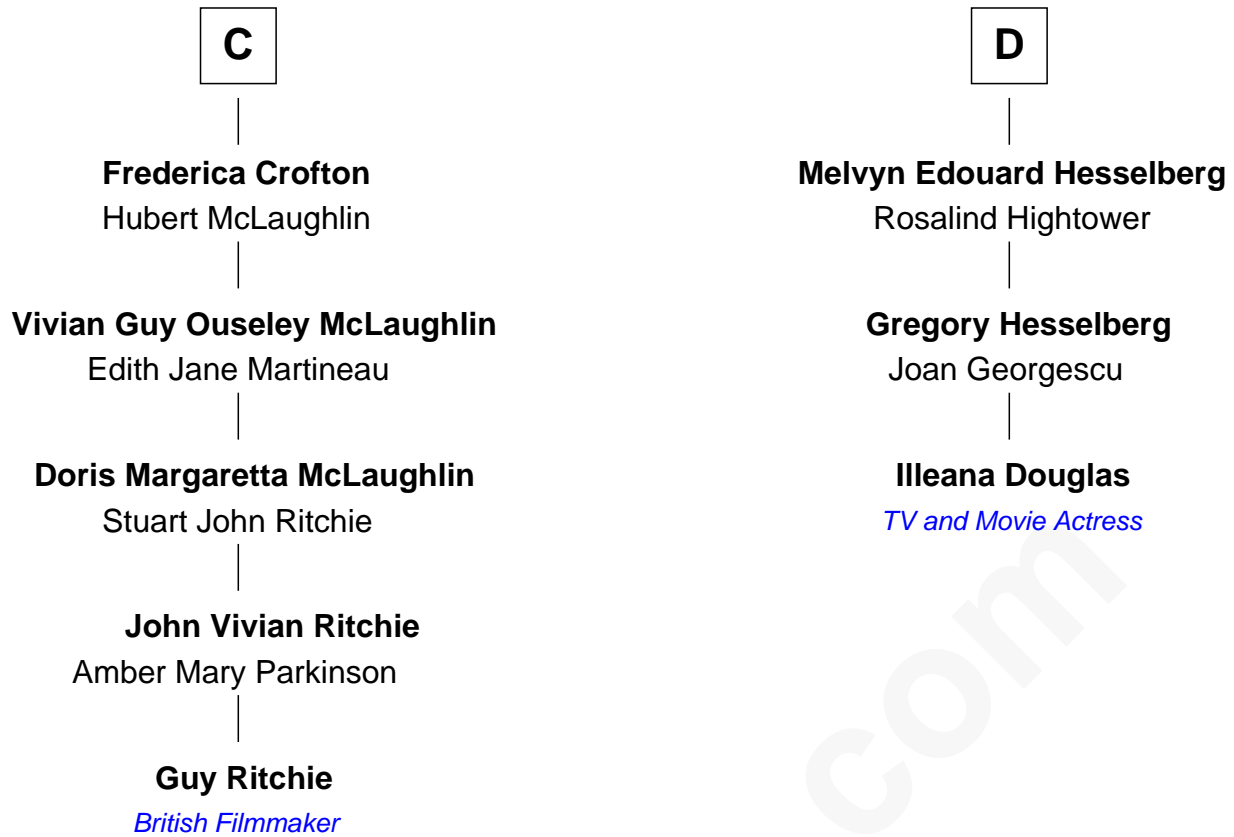 C
Frederica Crofton
Hubert McLaughlin
Vivian Guy Ouseley McLaughlin
Edith Jane Martineau
Doris Margaretta McLaughlin
Stuart John Ritchie
John Vivian Ritchie
Amber Mary Parkinson
Guy Ritchie
British Filmmaker
D
Melvyn Edouard Hesselberg
Rosalind Hightower
Gregory Hesselberg
Joan Georgescu
Illeana Douglas
TV and Movie Actress
com